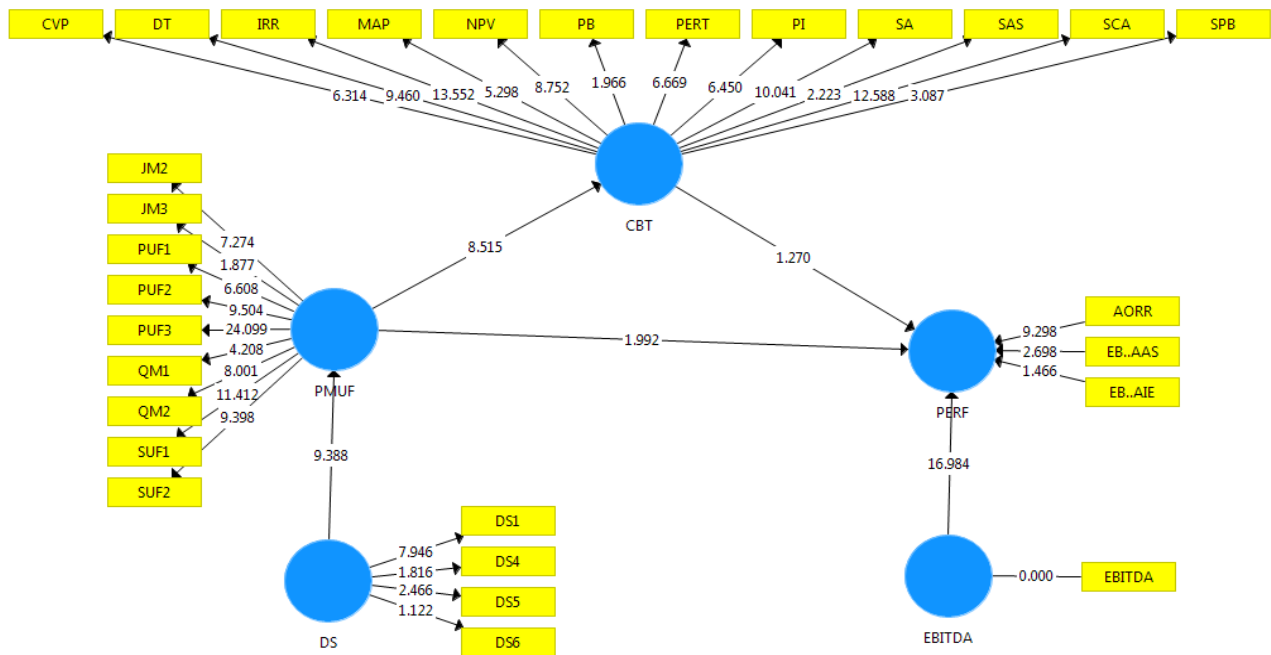 CVP
DT
IRR
MAP
NPV
PB
PERT
PI
SA
SAS
SCA
SPB
6.314
9.460
13.552
5.298
8.752
1.966
6.669
6.450
10.041
2.223
12.588
3.087
CBT
JM2
JM3
PUF1
PUF2
PUF3
QM1
QM2
SUF1
SUF2
7.274
1.877
6.608
9.504
24.099
4.208
8.001
11.412
9.398
PMUF
8.515
1.270
1.992
AORR
EB..AAS
EB..AIE
9.298
2.698
1.466
PERF
9.388
16.984
DS1
DS4
DS5
DS6
7.946
1.816
2.466
1.122
DS
0.000
EBITDA
EBITDA